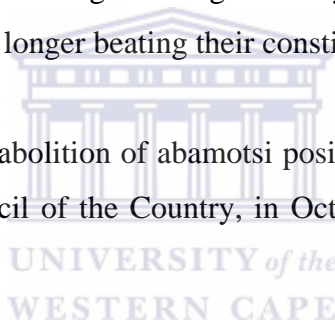 longer beating their consti
abolition of abamotsi posi
cil of the Country, in Oct
UNIVERSITY of the
WESTERN CAPE